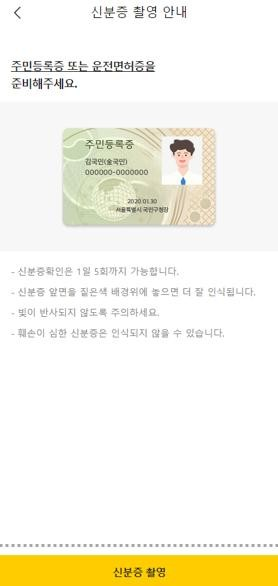 신분증 촬영 안내
주민등록증 또는 운전면허증을
준비해주세요.
주민등록증
김국민(金국민)
000000-0000000
2020.01.30
서울특별시 국민구청장
- 신분증확인은 1일 5회까지 가능합니다.
- 신분증 앞면을 짙은색 배경위에 놓으면 더 잘 인식됩니다.
- 빛이 반사되지 않도록 주의하세요.
- 훼손이 심한 신분증은 인식되지 않을 수 있습니다.
신분증 촬영